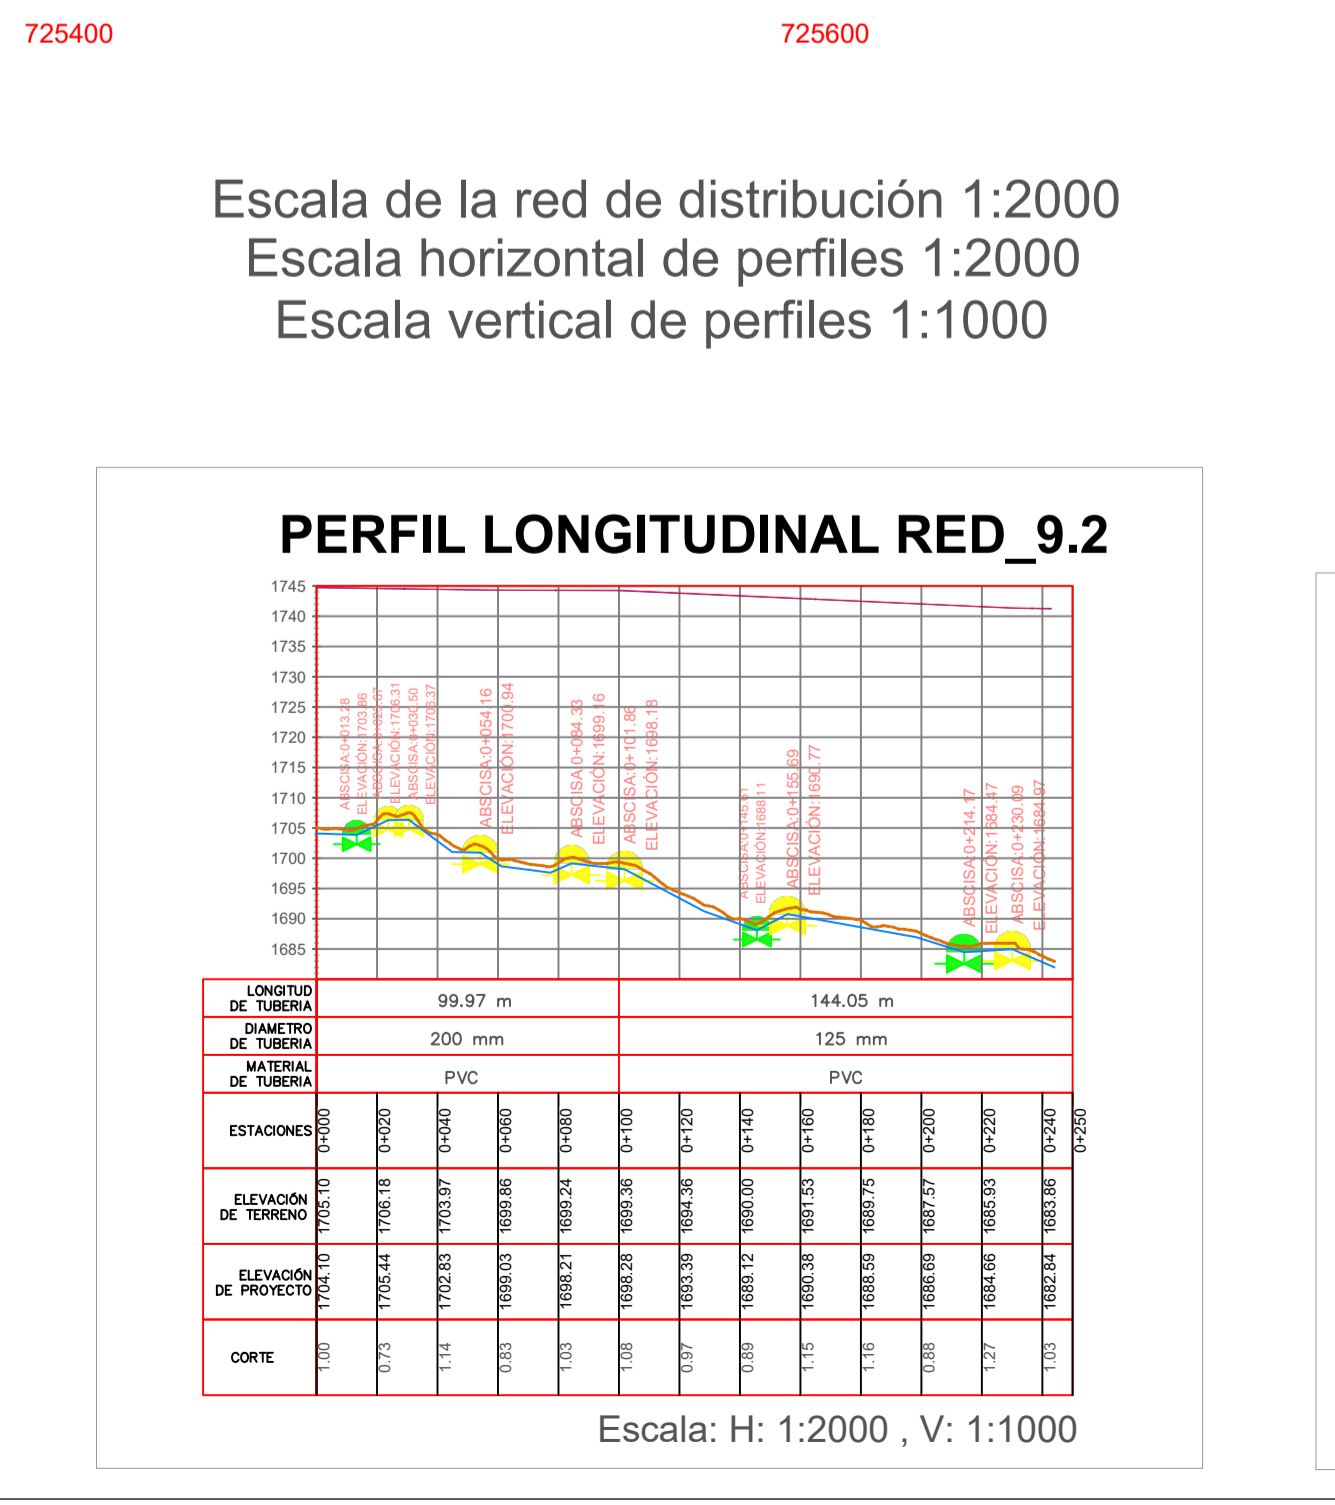 725400
725600
Escala de la red de distribución 1:2000
Escala horizontal de perfiles 1:2000
Escala vertical de perfiles 1:1000
PERFIL LONGITUDINAL RED_9.2
1745
1740
1735
1730
1725
1720
1715
1710
1705
1700
1695
1690
1685
ABSCISA:0+013.28
ELEVACIÓN:1703.86
ELEVACIÓN:1706.31
ABSCISA:0+030.50
ELEVACIÓN:1706.37
ABSCISA:0+054.16
ELEVACIÓN:1700.94
ABSCISA:0+084.33
ELEVACIÓN:1699.16
ABSCISA:0+101.86
ELEVACIÓN:1698.18
ELEVACIÓN:1688.11
ABSCISA:0+155.69
ELEVACIÓN:1690.77
ABSCISA:0+214.17
ELEVACIÓN:1684.47
ABSCISA:0+230.09
ELEVACIÓN:1684.97
LONGITUD
DE TUBERIA
99.97 m
144.05 m
DIAMETRO
DE TUBERIA
200 mm
125 mm
MATERIAL
DE TUBERIA
PVC
PVC
ESTACIONES
0+000
0+020
0+040
0+060
0+080
0+100
0+120
0+140
0+160
0+180
0+200
0+220
0+240
0+250
ELEVACIÓN
DE TERRENO
1705.10
1706.18
1703.97
1699.86
1699.24
1699.36
1694.36
1690.00
1691.53
1689.75
1687.57
1685.93
1683.86
ELEVACIÓN
DE PROYECTO
1704.10
1705.44
1702.83
1699.03
1698.21
1698.28
1693.39
1689.12
1690.38
1688.59
1686.69
1684.66
1682.84
CORTE
1.00
0.73
1.14
0.83
1.03
1.08
0.97
0.89
1.15
1.16
0.88
1.27
1.03
Escala: H: 1:2000 , V: 1:1000